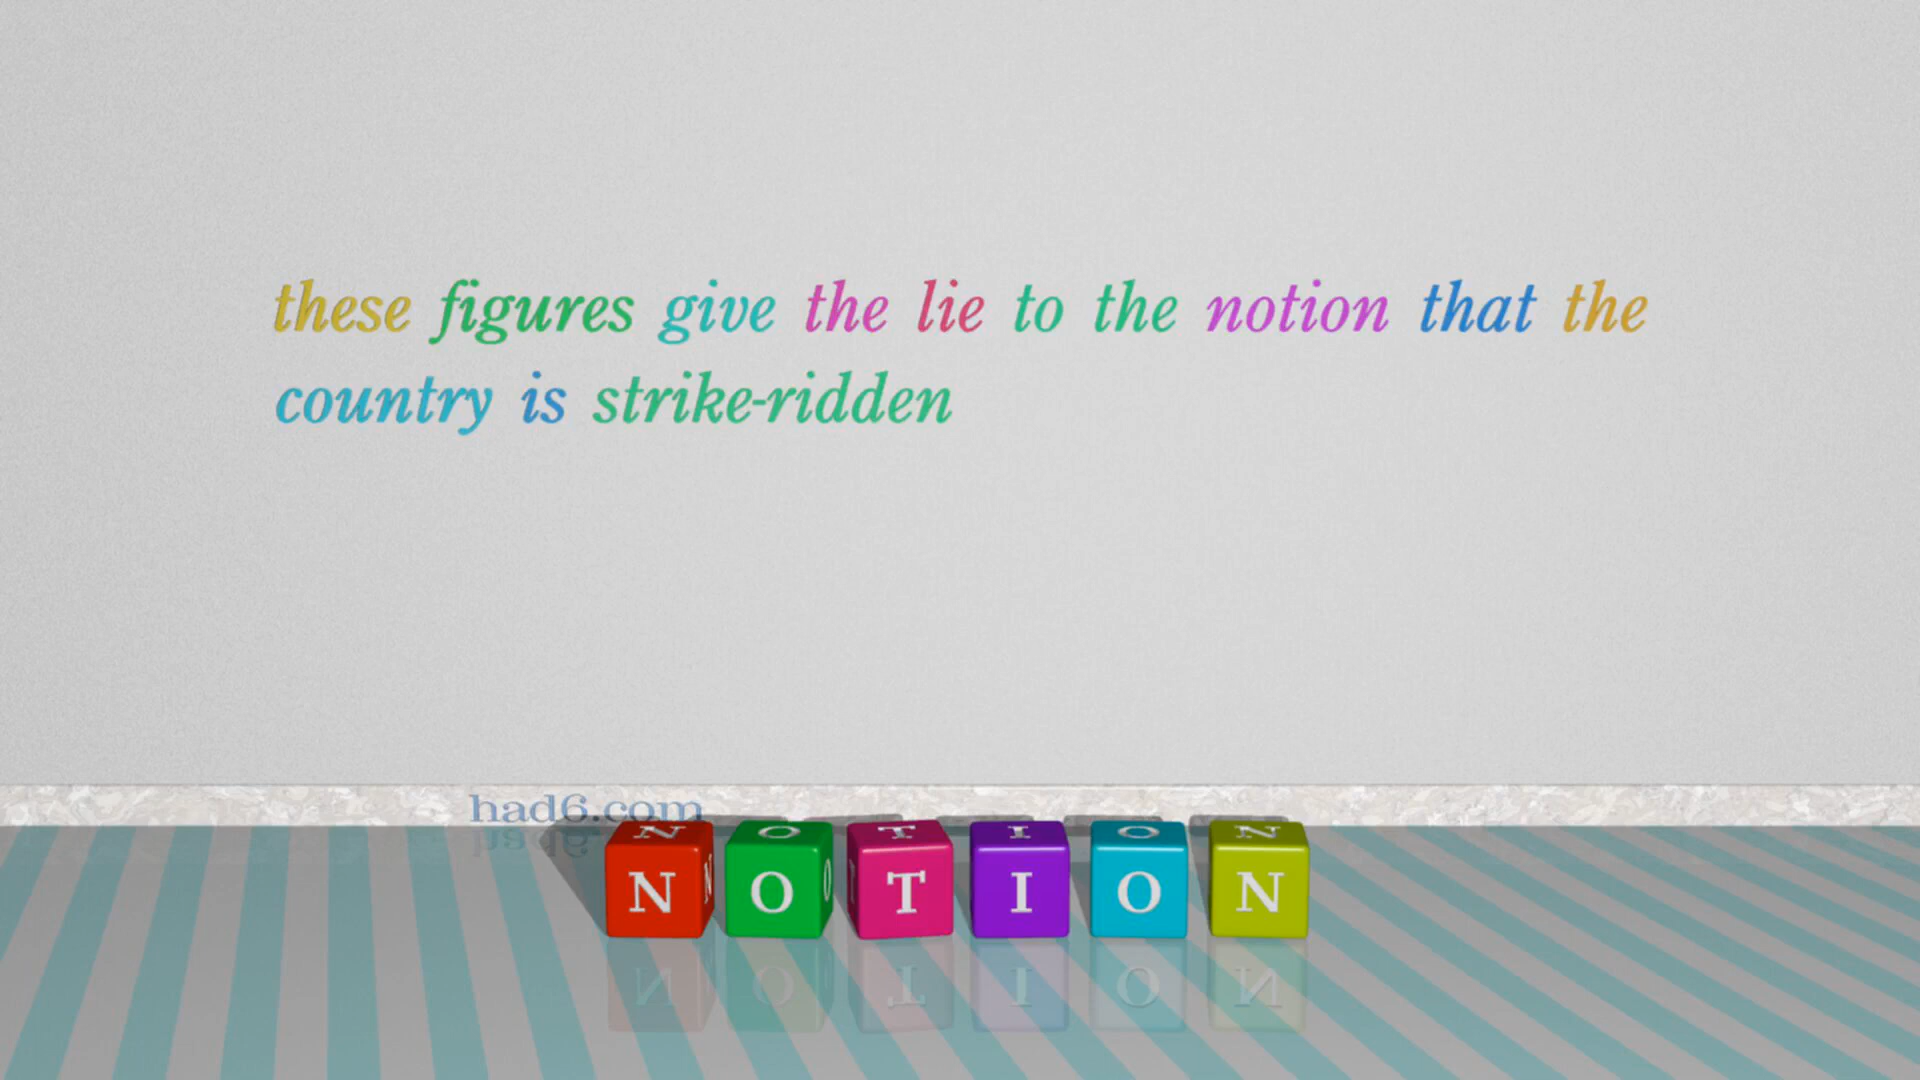 these figures give the lie to the notion that the
country is strike-ridden
had6.com
NOTION